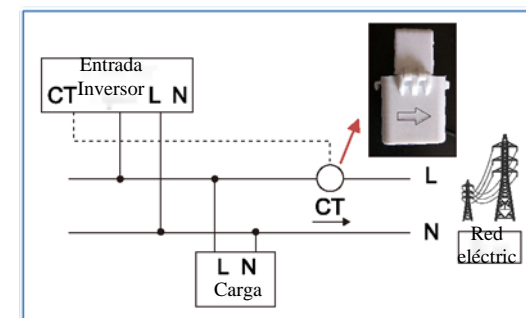 Entrada
Inversor
CT L N
L
CT
N
L N
Carga
Red
eléctric